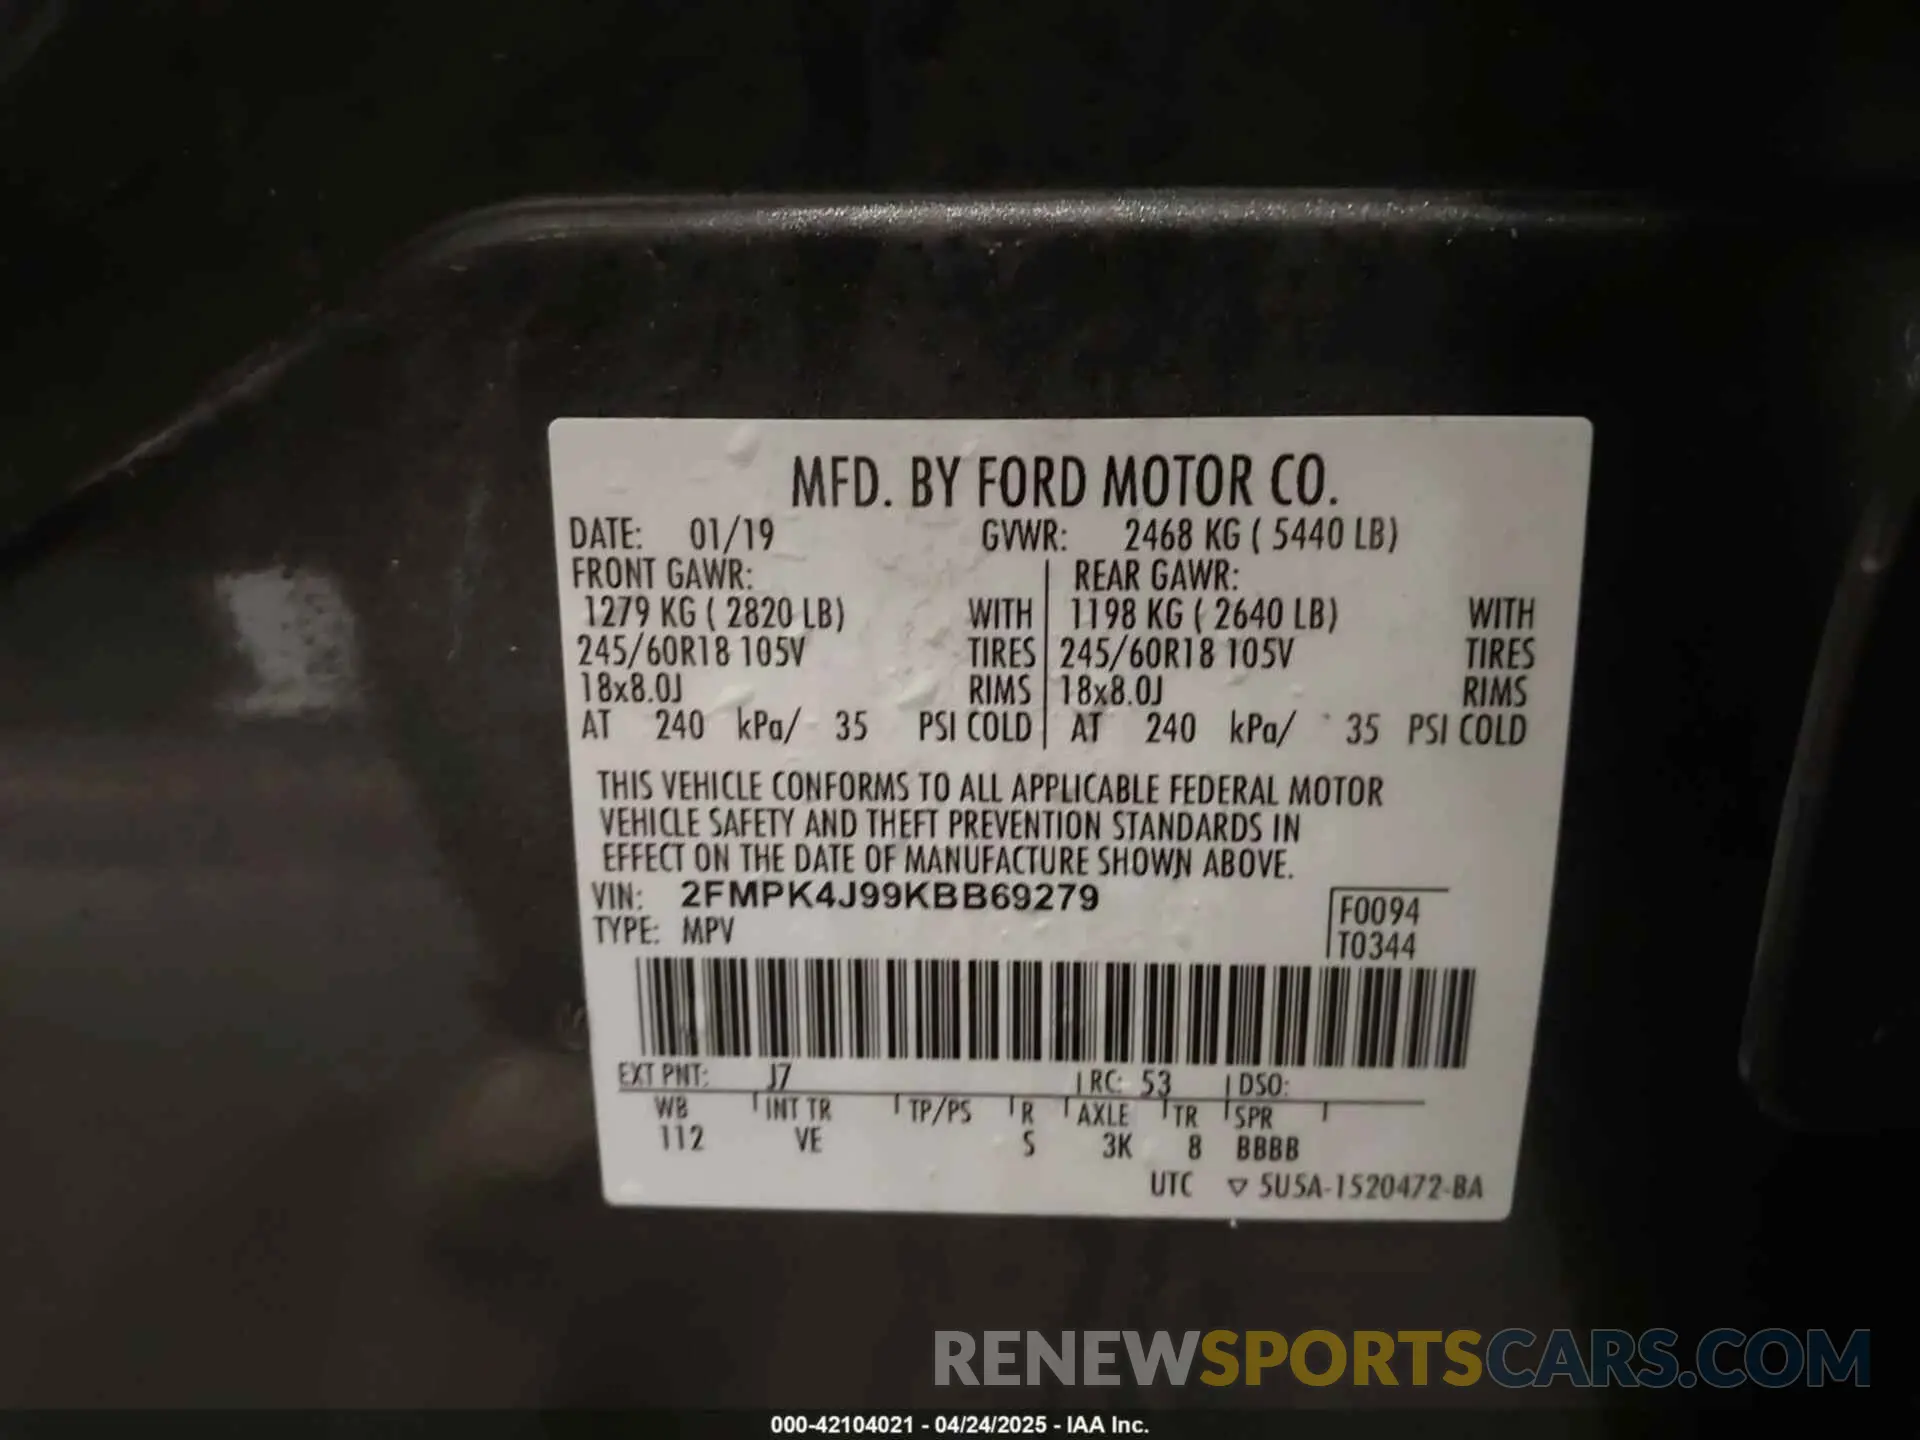 MFD. BY FORD MOTOR CO.
DATE: 01/19 GVWR: 2468 KG ( 5440 LB)
FRONT GAWR: REAR GAWR:
1279 KG ( 2820 LB) WITH 1198 KG ( 2640 LB) WITH
245/60R18 105V TIRES 245/60R18 105V TIRES
18x8.0J RIMS 18x8.0J RIMS
AT 240 kPa/ 35 PSI COLD AT 240 kPa/ 35 PSI COLD
THIS VEHICLE CONFORMS TO ALL APPLICABLE FEDERAL MOTOR
VEHICLE SAFETY AND THEFT PREVENTION STANDARDS IN
EFFECT ON THE DATE OF MANUFACTURE SHOWN ABOVE.
VIN: 2FMPK4J99KBB69279
F0094
TYPE: MPV
T0344
EXT PNT: J7 RC: 53 DSO:
WB INT TR TP/PS R AXLE TR SPR
112 VE S 3K 8 BBBB
UTC ▽ 5U5A-1520472-BA
RENEWSPORTSCARS.COM
000-42104021 - 04/24/2025 - IAA Inc.